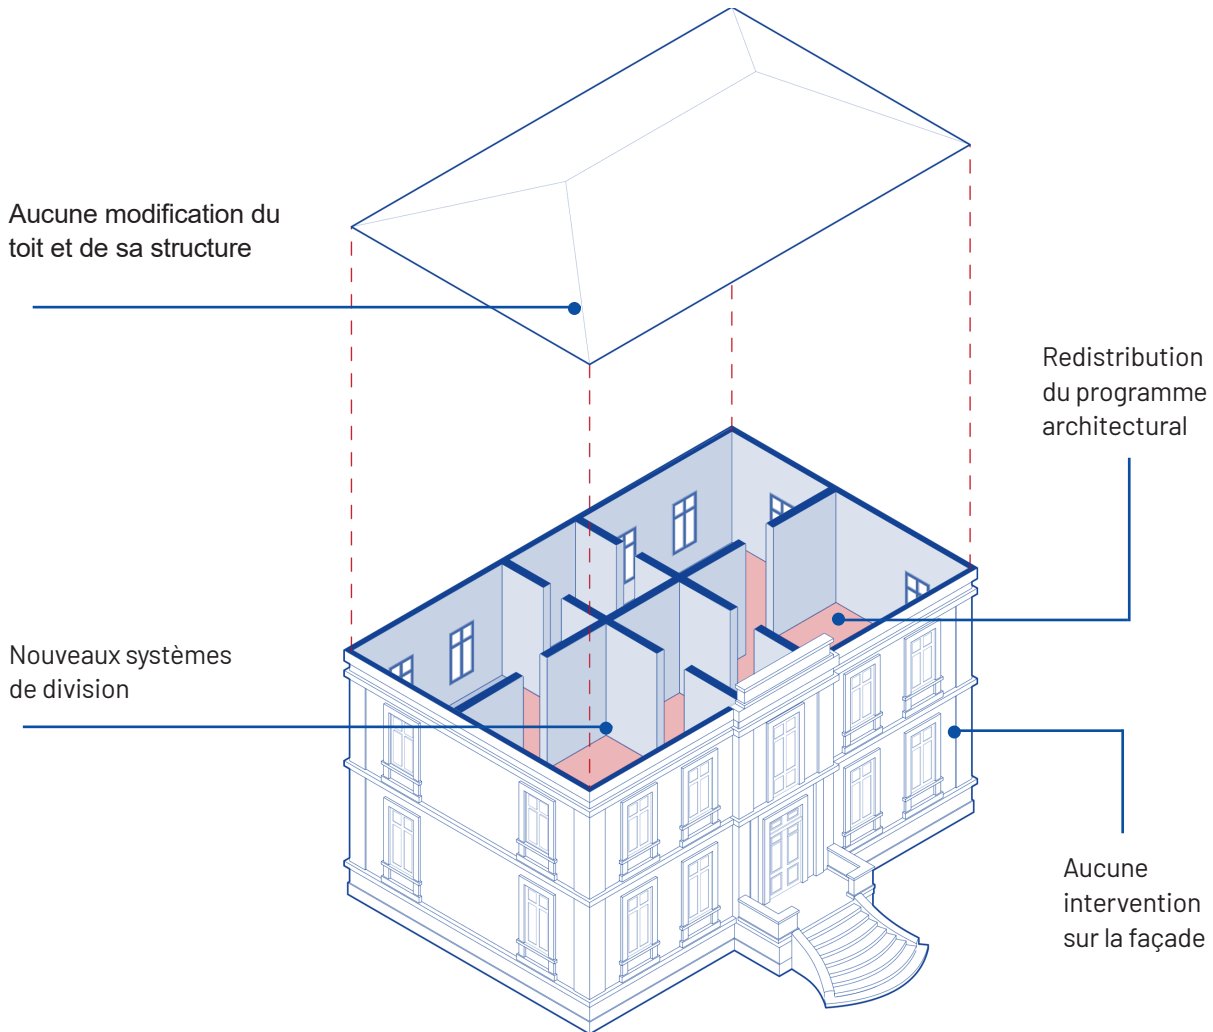 Aucune modification du
toit et de sa structure
Redistribution
du programme
architectural
Nouveaux systèmes
de division
Aucune
intervention
sur la façade